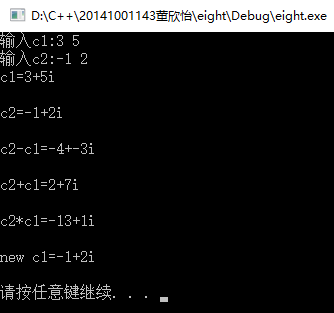 D:\C++\20141001143董欣怡\eight\Debug\eight.exe
输入c1:3 5
输入c2:-1 2
c1=3+5i
c2=-1+2i
c2-c1=-4+-3i
c2+c1=2+7i
c2*c1=-13+1i
new c1=-1+2i
请按任意键继续. . .